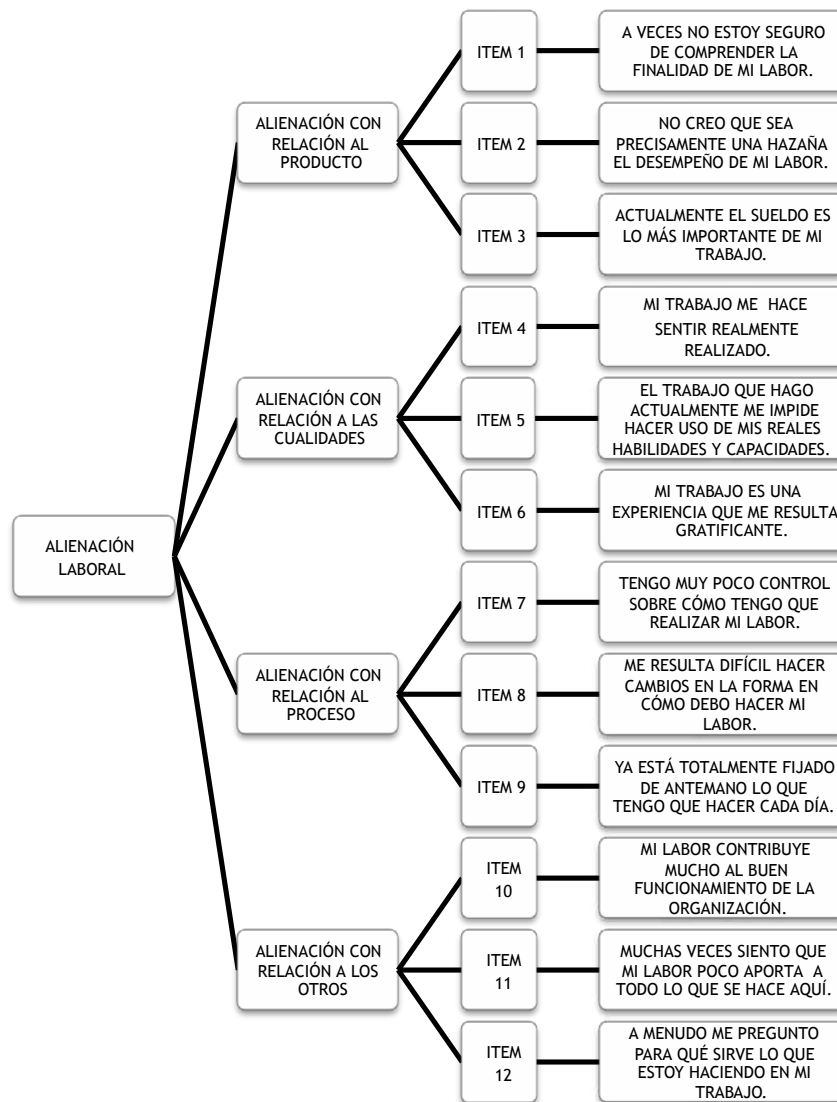 ALIENACIÓN
LABORAL
ALIENACIÓN CON
RELACIÓN AL
PRODUCTO
ITEM 1
A VECES NO ESTOY SEGURO
DE COMPRENDER LA
FINALIDAD DE MI LABOR.
ITEM 2
NO CREO QUE SEA
PRECISAMENTE UNA HAZAÑA
EL DESEMPEÑO DE MI LABOR.
ITEM 3
ACTUALMENTE EL SUELDO ES
LO MÁS IMPORTANTE DE MI
TRABAJO.
ALIENACIÓN CON
RELACIÓN A LAS
CUALIDADES
ITEM 4
MI TRABAJO ME HACE
SENTIR REALMENTE
REALIZADO.
ITEM 5
EL TRABAJO QUE HAGO
ACTUALMENTE ME IMPIDE
HACER USO DE MIS REALES
HABILIDADES Y CAPACIDADES.
ITEM 6
MI TRABAJO ES UNA
EXPERIENCIA QUE ME RESULTA
GRATIFICANTE.
ALIENACIÓN CON
RELACIÓN AL
PROCESO
ITEM 7
TENGO MUY POCO CONTROL
SOBRE CÓMO TENGO QUE
REALIZAR MI LABOR.
ITEM 8
ME RESULTA DIFÍCIL HACER
CAMBIOS EN LA FORMA EN
CÓMO DEBO HACER MI
LABOR.
ITEM 9
YA ESTÁ TOTALMENTE FIJADO
DE ANTEMANO LO QUE
TENGO QUE HACER CADA DÍA.
ALIENACIÓN CON
RELACIÓN A LOS
OTROS
ITEM
10
MI LABOR CONTRIBUYE
MUCHO AL BUEN
FUNCIONAMIENTO DE LA
ORGANIZACIÓN.
ITEM
11
MUCHAS VECES SIENTO QUE
MI LABOR POCO APORTA A
TODO LO QUE SE HACE AQUÍ.
ITEM
12
A MENUDO ME PREGUNTO
PARA QUÉ SIRVE LO QUE
ESTOY HACIENDO EN MI
TRABAJO.